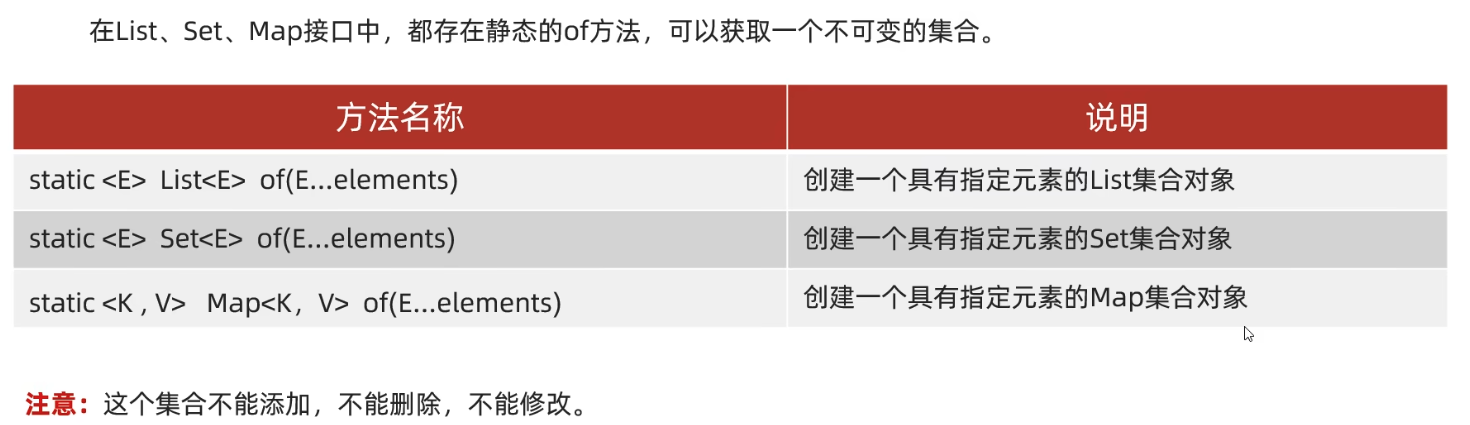 在List、Set、Map接口中，都存在静态的of方法，可以获取一个不可变的集合。
方法名称 说明
static <E> List<E> of(E...elements) 创建一个具有指定元素的List集合对象
static <E> Set<E> of(E...elements) 创建一个具有指定元素的Set集合对象
static <K , V> Map<K，V> of(E...elements) 创建一个具有指定元素的Map集合对象
注意：这个集合不能添加，不能删除，不能修改。